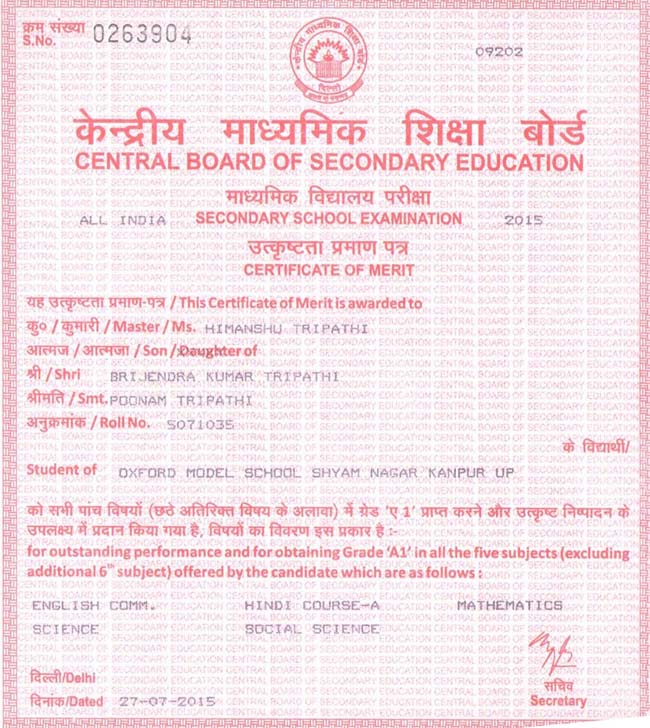 क्रम संख्या
S.No. 0263904
09202
केन्द्रीय माध्यमिक शिक्षा बोर्ड
CENTRAL BOARD OF SECONDARY EDUCATION
माध्यमिक विद्यालय परीक्षा
ALL INDIA SECONDARY SCHOOL EXAMINATION 2015
उत्कृष्टता प्रमाण पत्र
CERTIFICATE OF MERIT
यह उत्कृष्टता प्रमाण-पत्र / This Certificate of Merit is awarded to
कु० / कुमारी / Master / Ms. HIMANSHU TRIPATHI
आत्मज / आत्मजा / Son / Daughter of
श्री / Shri BRIJENDRA KUMAR TRIPATHI
श्रीमति / Smt. POONAM TRIPATHI
अनुक्रमांक / Roll No. 5071035
के विद्यार्थी/
Student of OXFORD MODEL SCHOOL SHYAM NAGAR KANPUR UP
को सभी पांच विषयों (छठे अतिरिक्त विषय के अलावा) में ग्रेड 'ए 1' प्राप्त करने और उत्कृष्ट निष्पादन के
उपलक्ष्य में प्रदान किया गया है, विषयों का विवरण इस प्रकार है :-
for outstanding performance and for obtaining Grade 'A1' in all the five subjects (excluding
additional 6th subject) offered by the candidate which are as follows :
ENGLISH COMM. HINDI COURSE-A MATHEMATICS
SCIENCE SOCIAL SCIENCE
दिल्ली/Delhi
दिनांक/Dated 27-07-2015
सचिव
Secretary